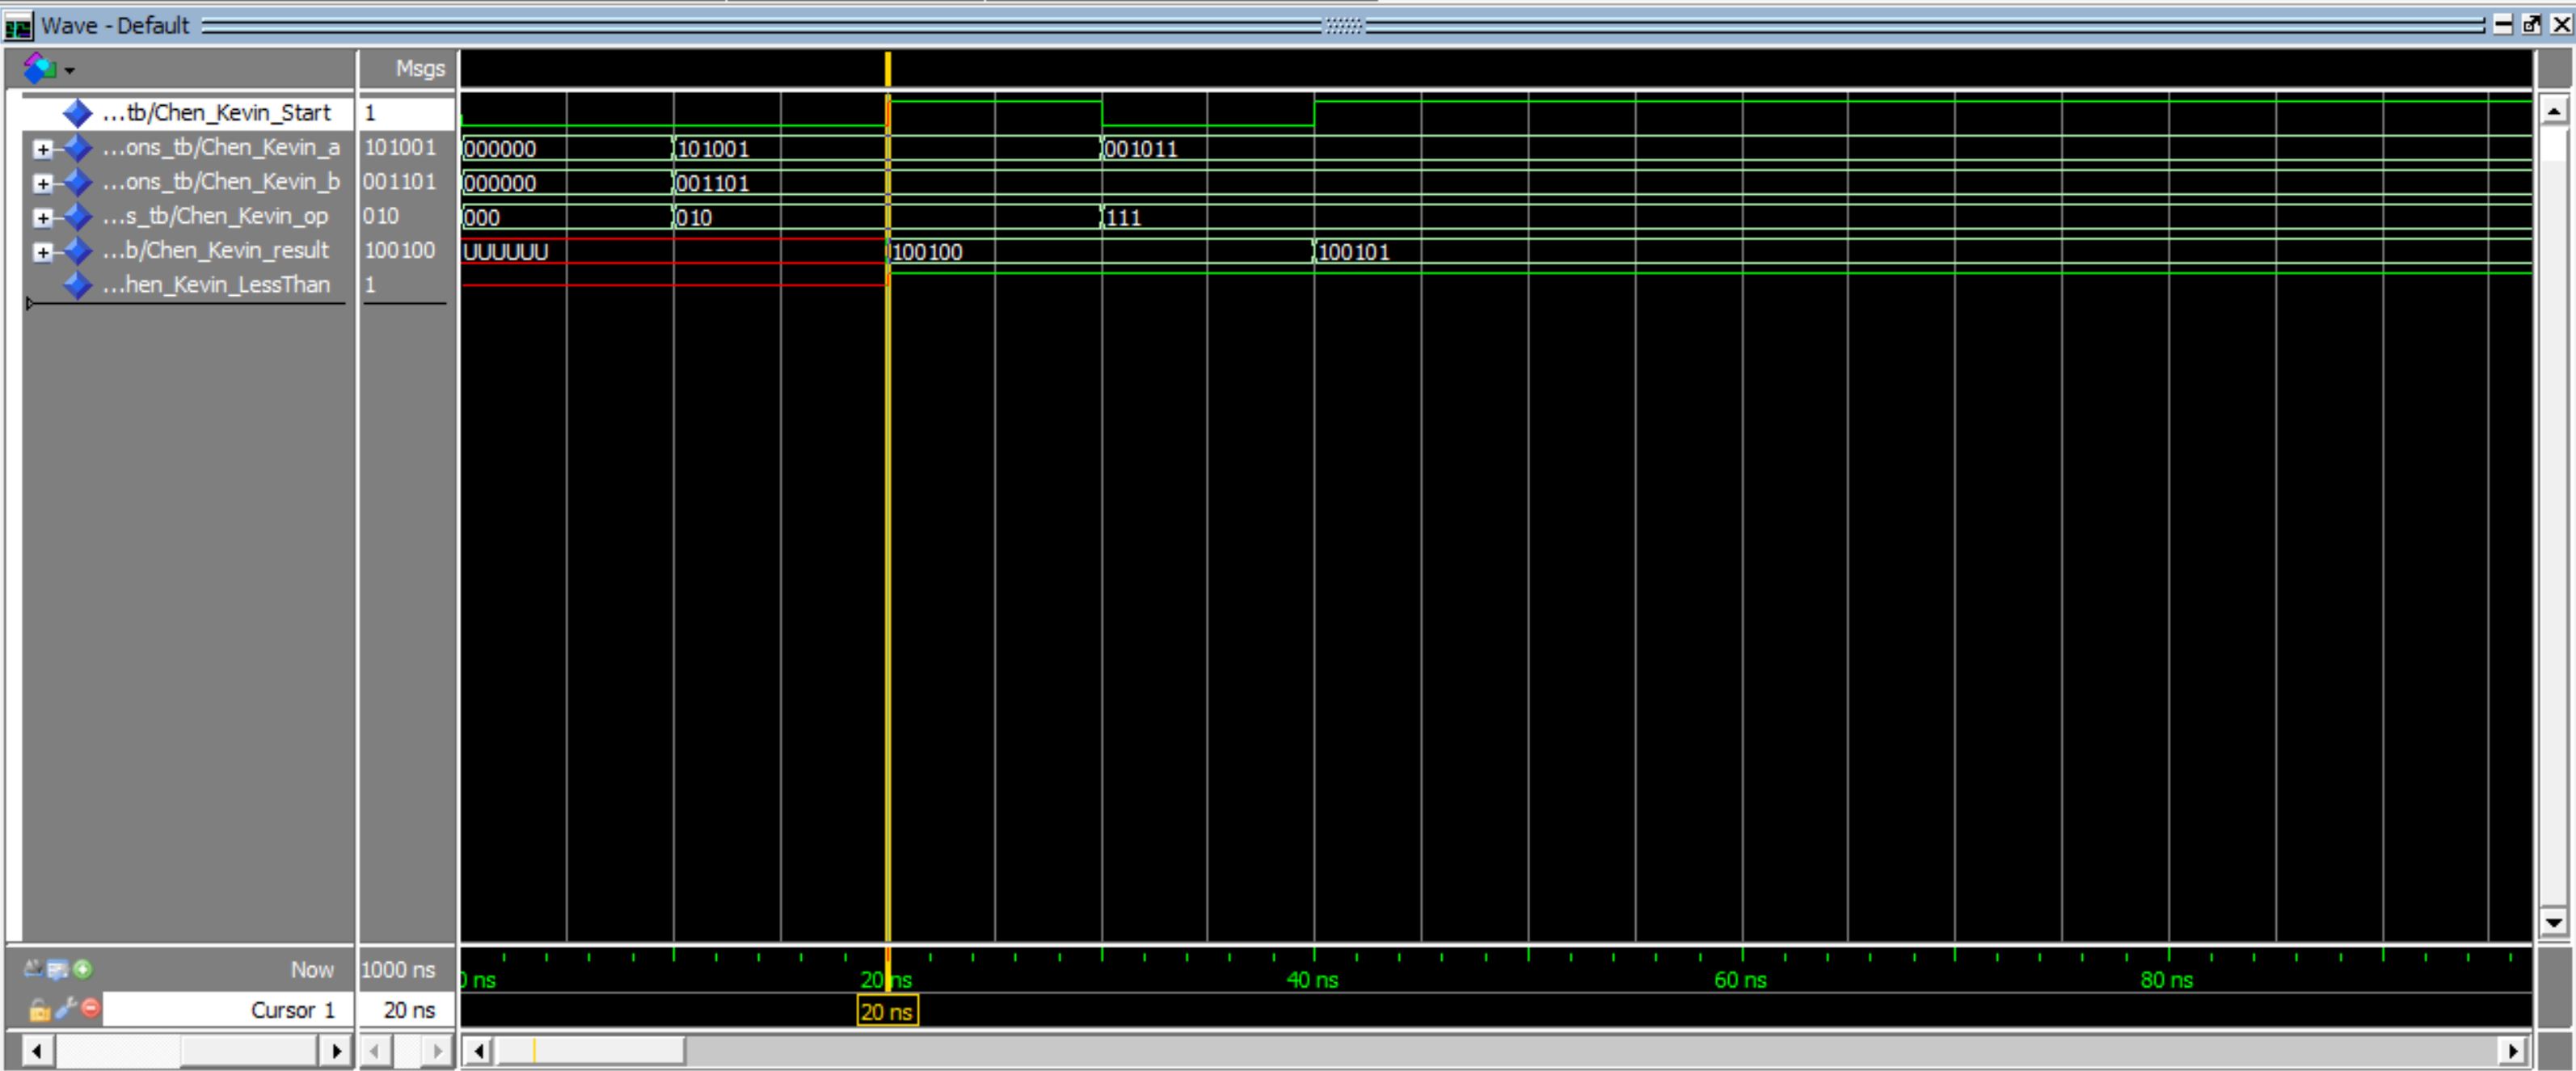 Wave - Default
Msgs
...tb/Chen_Kevin_Start 1
...ons_tb/Chen_Kevin_a 101001 000000 101001 001011
...ons_tb/Chen_Kevin_b 001101 000000 001101
...s_tb/Chen_Kevin_op 010 000 010 111
...b/Chen_Kevin_result 100100 UUUUUU 100100 100101
...hen_Kevin_LessThan 1
Now 1000 ns 0 ns 20 ns 40 ns 60 ns 80 ns
Cursor 1 20 ns 20 ns